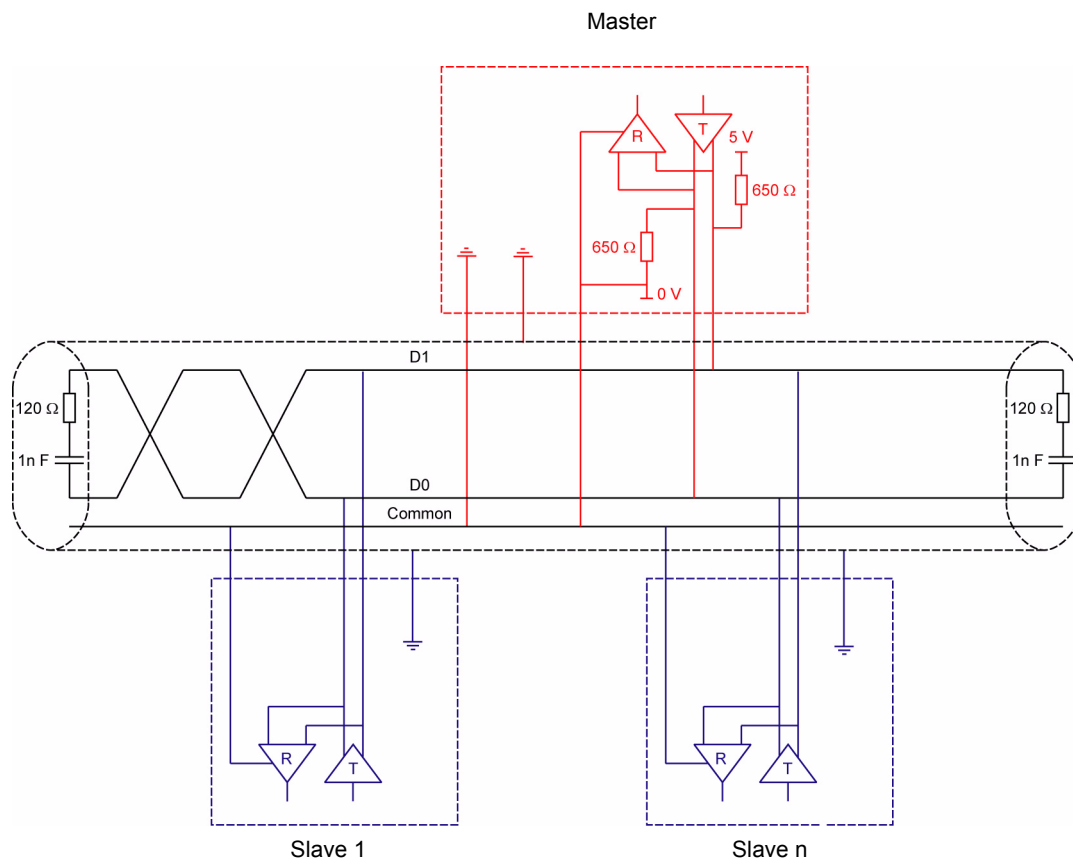 Master
R
T
5 V
650 Ω
650 Ω
0 V
D1
120 Ω
120 Ω
1n F
1n F
D0
Common
R
T
R
T
Slave 1
Slave n